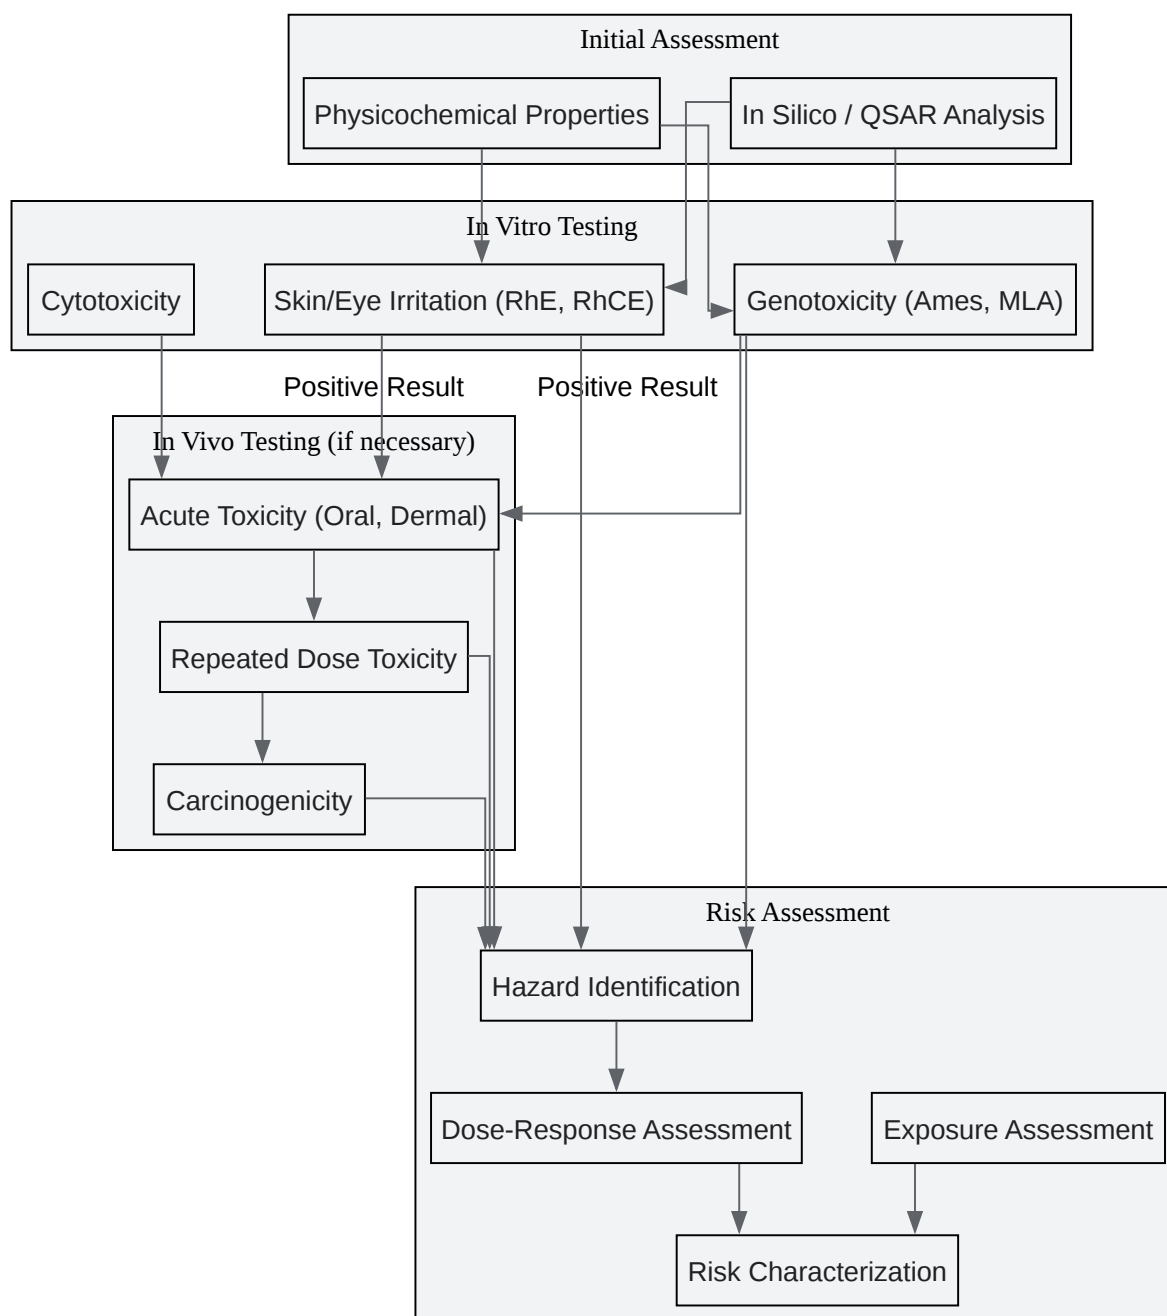 Initial Assessment
Physicochemical Properties
In Silico / QSAR Analysis
In Vitro Testing
Cytotoxicity
Skin/Eye Irritation (RhE, RhCE)
Genotoxicity (Ames, MLA)
Positive Result
Positive Result
In Vivo Testing (if necessary)
Acute Toxicity (Oral, Dermal)
Repeated Dose Toxicity
Carcinogenicity
Risk Assessment
Hazard Identification
Dose-Response Assessment
Exposure Assessment
Risk Characterization